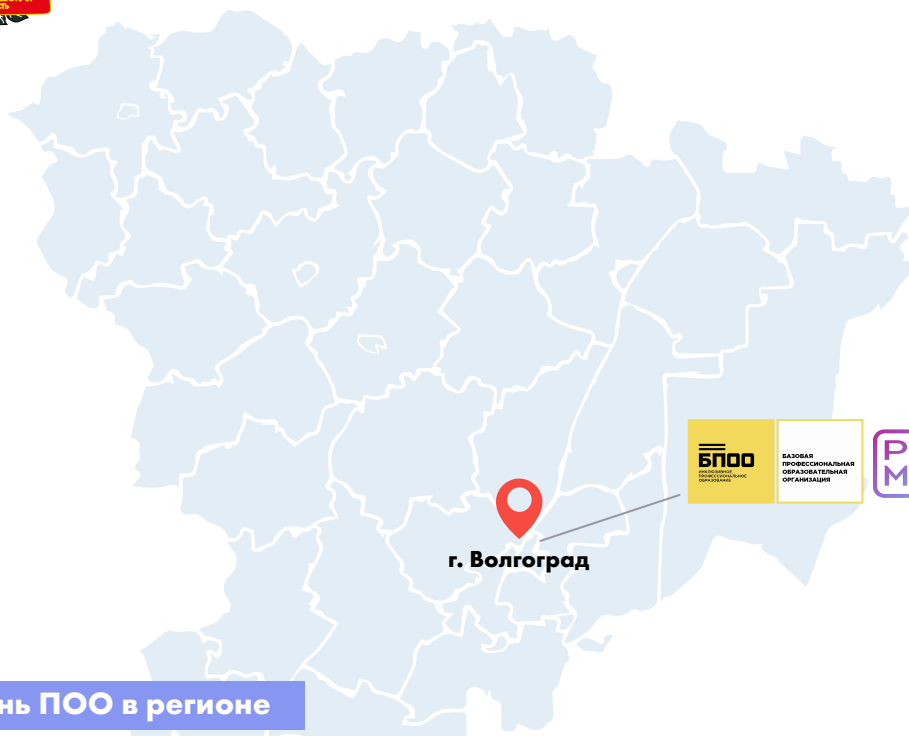 БПОО
ИНКЛЮЗИВНОЕ
ПРОФЕССИОНАЛЬНОЕ
ОБРАЗОВАНИЕ
БАЗОВАЯ
ПРОФЕССИОНАЛЬНАЯ
ОБРАЗОВАТЕЛЬНАЯ
ОРГАНИЗАЦИЯ
Р
М
г. Волгоград
нь ПОО в регионе